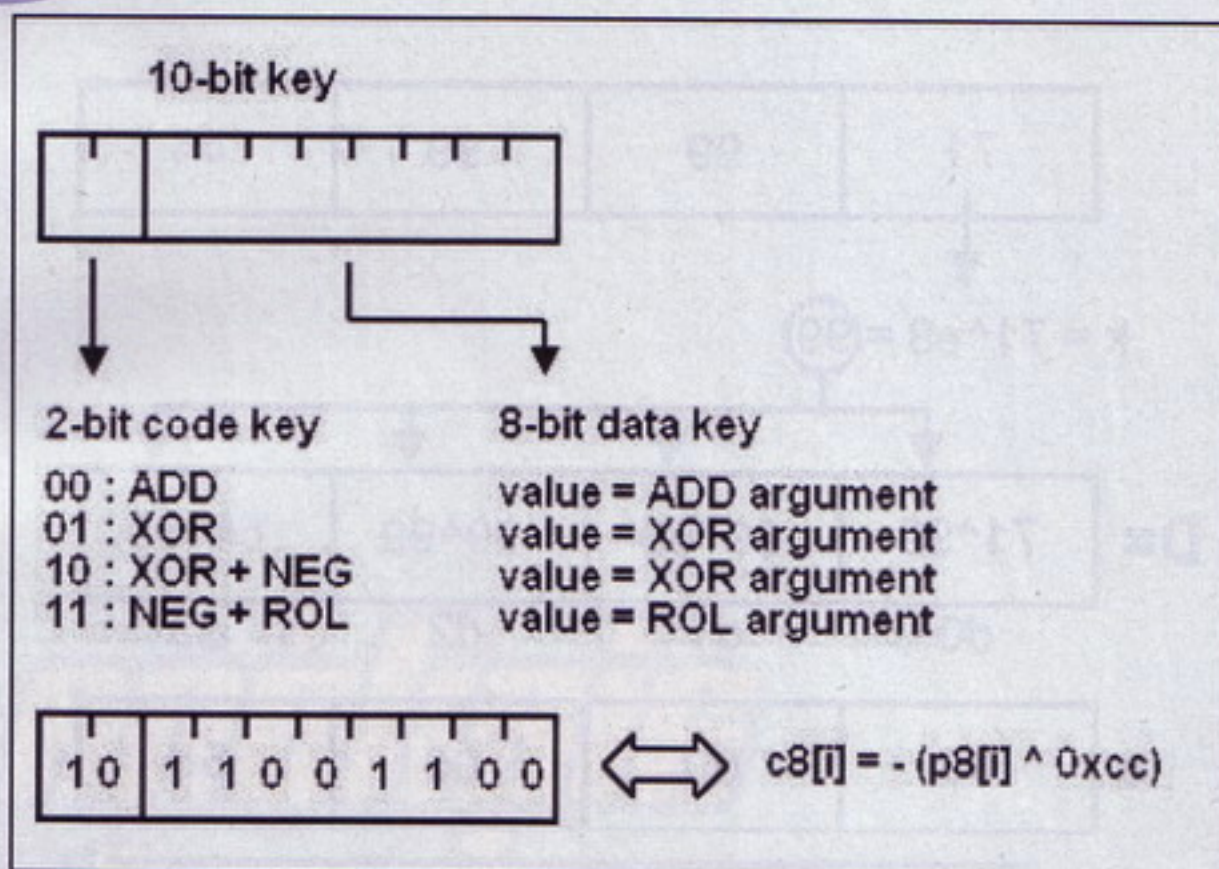 10-bit key
2-bit code key
8-bit data key
00 : ADD
value = ADD argument
01 : XOR
value = XOR argument
10 : XOR + NEG
value = XOR argument
11 : NEG + ROL
value = ROL argument
10 1 1 0 0 1 1 0 0
c8[i] = - (p8[i] ^ 0xcc)